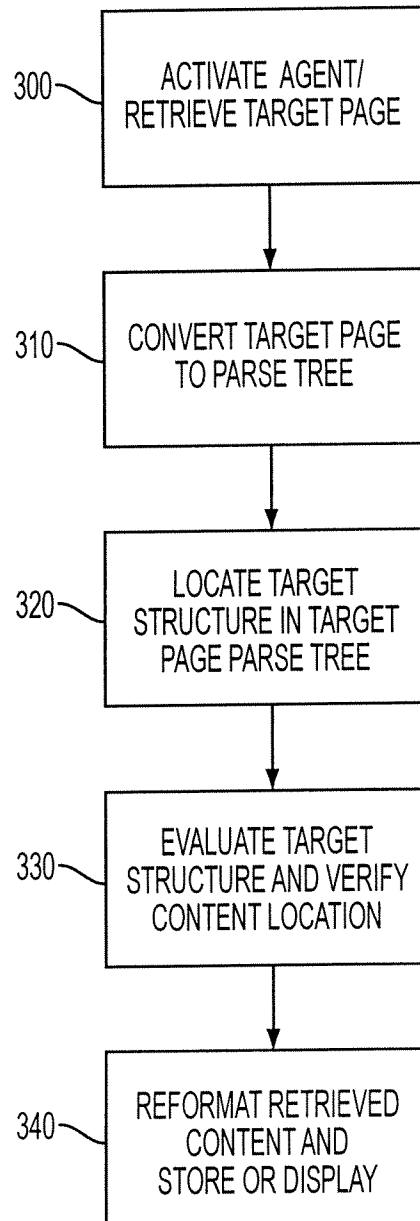 300
ACTIVATE AGENT/
RETRIEVE TARGET PAGE
310
CONVERT TARGET PAGE
TO PARSE TREE
320
LOCATE TARGET
STRUCTURE IN TARGET
PAGE PARSE TREE
330
EVALUATE TARGET
STRUCTURE AND VERIFY
CONTENT LOCATION
340
REFORMAT RETRIEVED
CONTENT AND
STORE OR DISPLAY